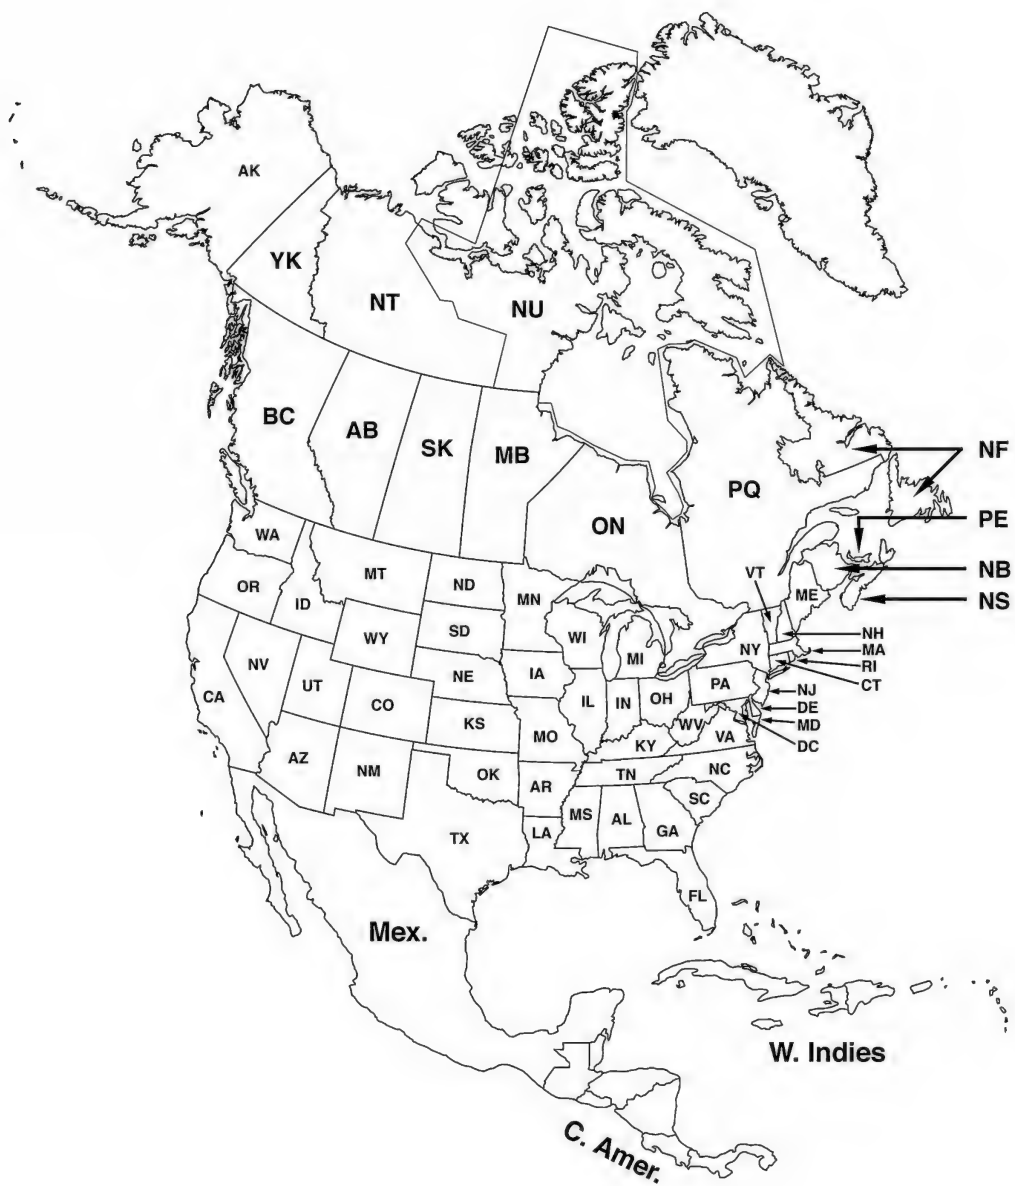 AK
YK
NT
NU
BC
AB
SK
MB
NF
PQ
PE
ON
NB
WA
VT
MT
ND
OR
ME
MN
NS
ID
SD
WI
NH
WY
NY
MA
MI
RI
NV
IA
NE
PA
CT
UT
NJ
CA
CO
IL
IN
OH
DE
KS
WV
MD
MO
VA
KY
DC
AZ
NM
OK
TN
NC
AR
SC
MS
AL
LA
GA
TX
FL
Mex.
W. Indies
C. Amer.